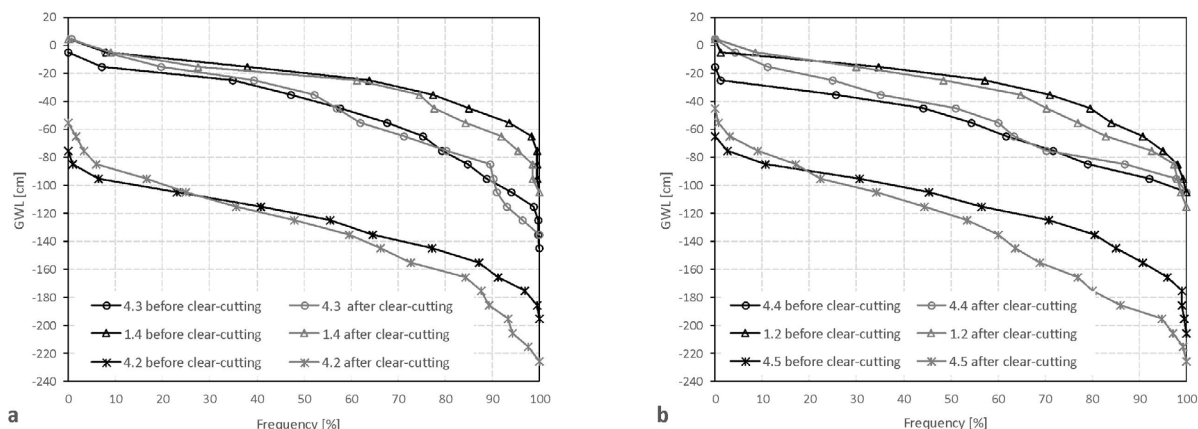 20
0
-20
-40
-60
-80
-100
-120
-140
-160
-180
-200
-220
-240
GWL [cm]
4.3 before clear-cutting
4.3 after clear-cutting
1.4 before clear-cutting
1.4 after clear-cutting
4.2 before clear-cutting
4.2 after clear-cutting
0 10 20 30 40 50 60 70 80 90 100
Frequency [%]
a
20
0
-20
-40
-60
-80
-100
-120
-140
-160
-180
-200
-220
-240
GWL [cm]
4.4 before clear-cutting
4.4 after clear-cutting
1.2 before clear-cutting
1.2 after clear-cutting
4.5 before clear-cutting
4.5 after clear-cutting
0 10 20 30 40 50 60 70 80 90 100
Frequency [%]
b